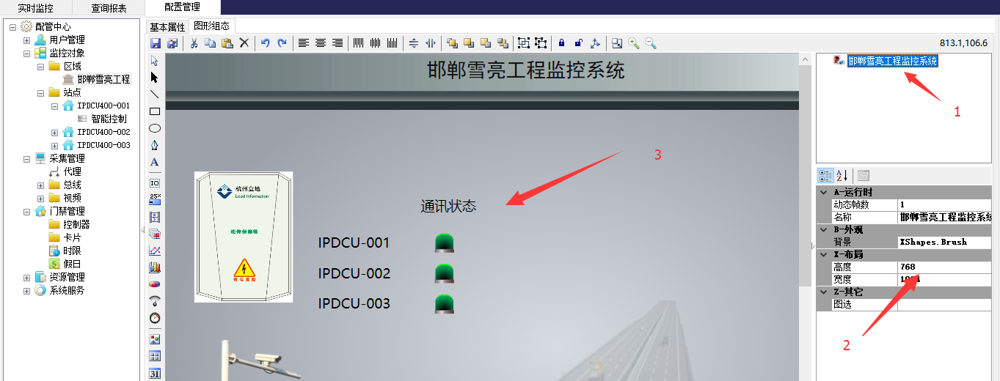 实时监控
查询报表
配置管理
配管中心
用户管理
监控对象
区域
邯郸雪亮工程
站点
IPDCU400-001
智能控制
IPDCU400-002
IPDCU400-003
采集管理
代理
总线
视频
门禁管理
控制器
卡片
时限
假日
资源管理
系统服务
基本属性
图形组态
813.1,106.6
A
IO
25%
31
邯郸雪亮工程监控系统
杭州立地
Lead Information
有电危险
通讯状态
IPDCU-001
IPDCU-002
IPDCU-003
3
邯郸雪亮工程监控系统
1
A-运行时
动态帧数 1
名称 邯郸雪亮工程监控系统
B-外观
背景 XShapes.Brush
X-布局
高度 768
宽度
Z-其它
图选
2